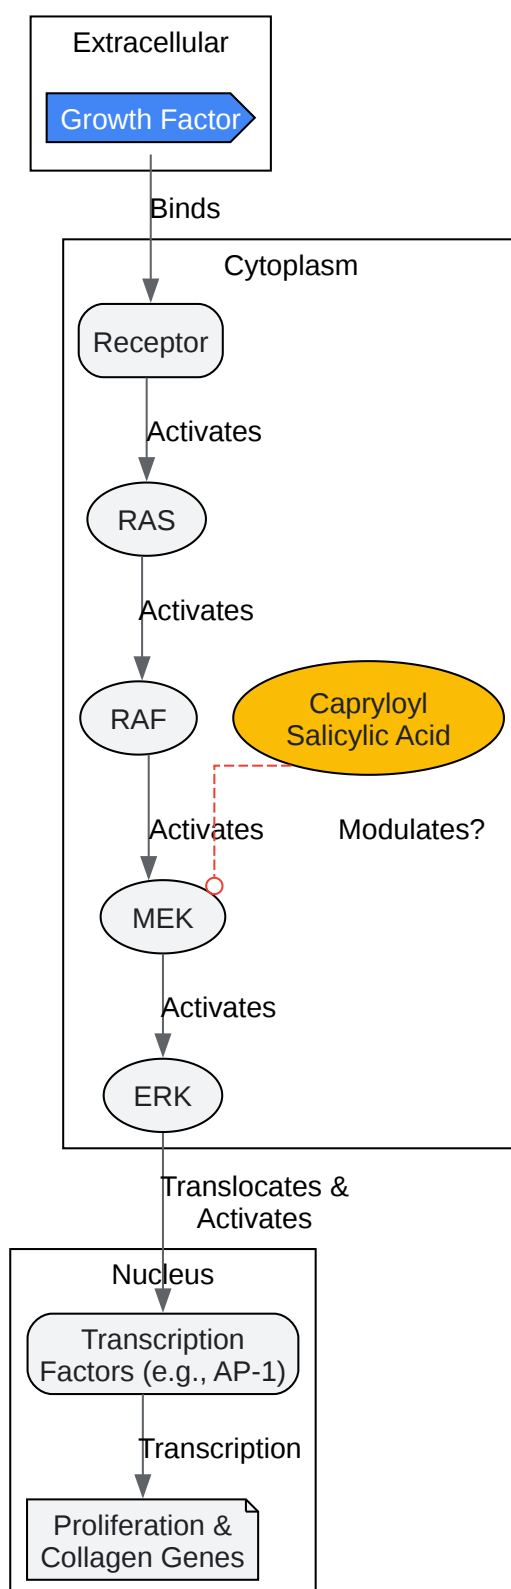 Extracellular
Growth Factor
Binds
Cytoplasm
Receptor
Activates
RAS
Activates
RAF
Capryloyl
Salicylic Acid
Activates
Modulates?
MEK
Activates
ERK
Translocates &
Activates
Nucleus
Transcription
Factors (e.g., AP-1)
Transcription
Proliferation &
Collagen Genes